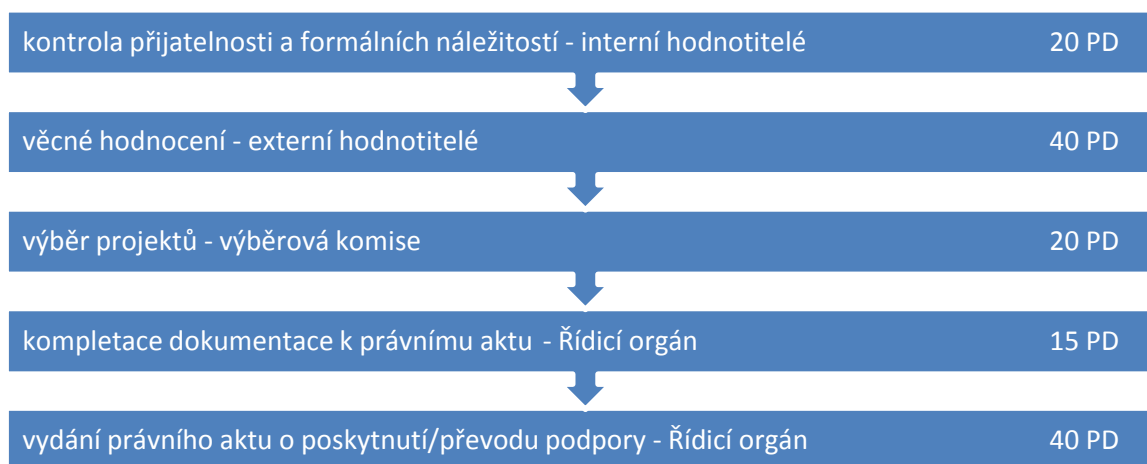 kontrola přijatelnosti a formálních náležitostí - interní hodnotitelé 20 PD
věcné hodnocení - externí hodnotitelé 40 PD
výběr projektů - výběrová komise 20 PD
kompletace dokumentace k právnímu aktu - Řídicí orgán 15 PD
vydání právního aktu o poskytnutí/převodu podpory - Řídicí orgán 40 PD